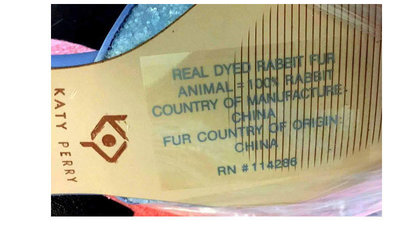 KATY PERRY
REAL DYED RABBIT FUR
ANIMAL = 100% RABBIT
COUNTRY OF MANUFACTURE:
CHINA
FUR COUNTRY OF ORIGIN:
CHINA
RN #114286